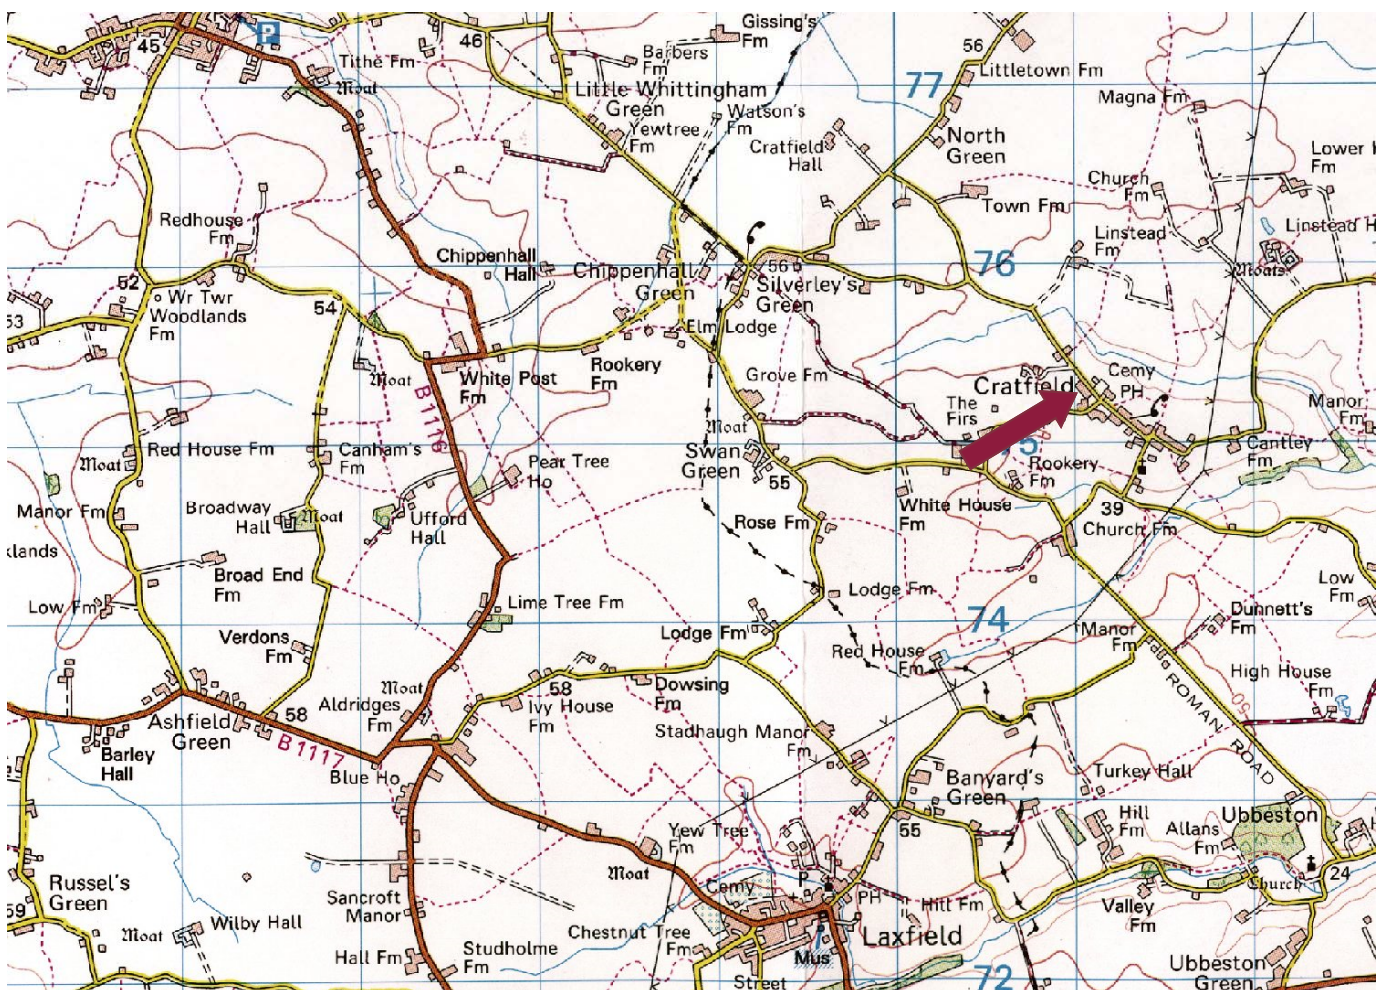 P
45
46
Gissing's
Fm
56
Tithe Fm
Moat
Barbers
Fm
Littletown Fm
Little Whittingham
Green
77
Magna Fm
Yewtree
Fm
Watson's
Fm
Cratfield
Hall
North
Green
Lower
Fm
Church
Fm
Redhouse
Fm
Town Fm
Linstead
Fm
Linstead
Chippenhall
Hall
Chippenhall
Green
56
Silverley's
Green
76
Moats
52
Wr Twr
Woodlands
Fm
54
53
Elm Lodge
Moat
B 1116
White Post
Fm
Rookery
Fm
Grove Fm
Cratfield
Cemy
PH
The
Firs
Moat
Manor
Fm
Red House Fm
Moat
Canham's
Fm
Swan
Green
55
75
Cantley
Fm
Pear Tree
Ho
Rookery
Fm
Manor Fm
Broadway
Hall
Moat
Ufford
Hall
Rose Fm
White House
Fm
39
Church Fm
klands
Broad End
Fm
Low Fm
Lime Tree Fm
Lodge Fm
Low
Fm
74
Dunnett's
Fm
Verdons
Fm
Lodge Fm
Red House
Fm
Manor
Fm
ROMAN ROAD
High House
Fm
50
Moat
Aldridges
Fm
58
Ivy House
Fm
Dowsing
Fm
Ashfield
Green
58
B 1117
Barley
Hall
Blue Ho
Stadhaugh Manor
Fm
Banyard's
Green
Turkey Hall
55
Hill
Fm
Allans
Fm
Ubbeston
Yew Tree
Fm
Moat
Church
24
Russel's
Green
59
Sancroft
Manor
Cemy
P
PH
Hill Fm
Valley
Fm
Moat
Wilby Hall
Chestnut Tree
Fm
Laxfield
Hall Fm
Studholme
Fm
Mus
Street
72
Ubbeston
Green